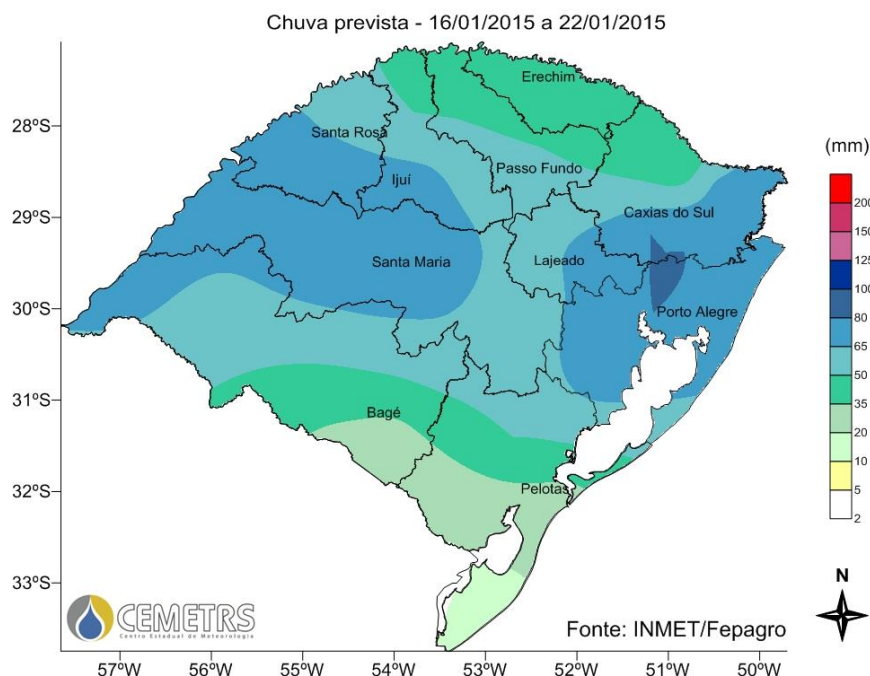 Chuva prevista - 16/01/2015 a 22/01/2015
Erechim
28ºS
Santa Rosa
(mm)
Passo Fundo
Ijuí
200
29ºS
Caxias do Sul
150
Santa Maria
Lajeado
125
100
30ºS
Porto Alegre
80
65
50
31ºS
Bagé
35
20
32ºS
Pelotas
10
5
2
33ºS
N
CEMETRS
Centro Estadual de Meteorologia
Fonte: INMET/Fepagro
57ºW 56ºW 55ºW 54ºW 53ºW 52ºW 51ºW 50ºW